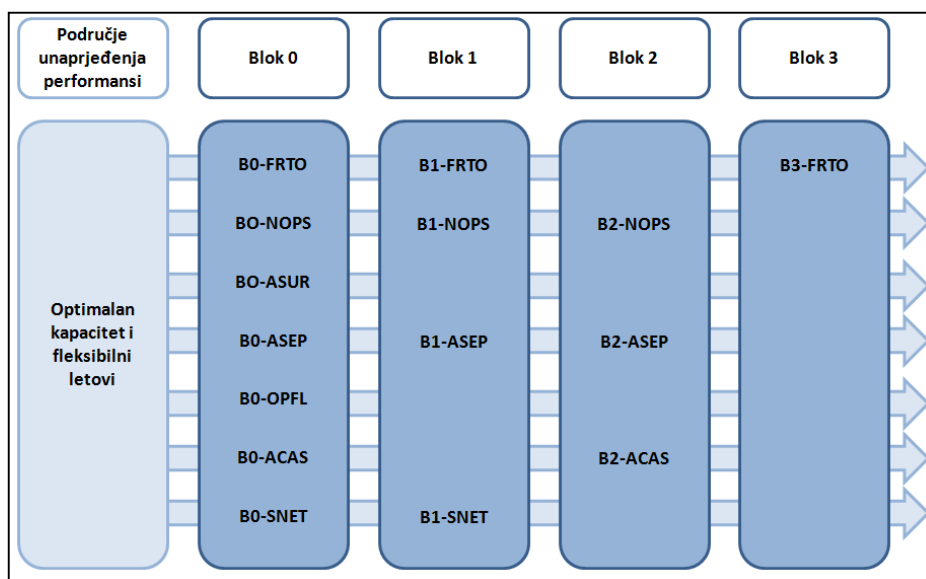 Područje
unaprjeđenja
performansi
Blok 0
Blok 1
Blok 2
Blok 3
Optimalan
kapacitet i
fleksibilni
letovi
B0-FRTO
B1-FRTO
B3-FRTO
BO-NOPS
B1-NOPS
B2-NOPS
BO-ASUR
B0-ASEP
B1-ASEP
B2-ASEP
B0-OPFL
B0-ACAS
B2-ACAS
B0-SNET
B1-SNET